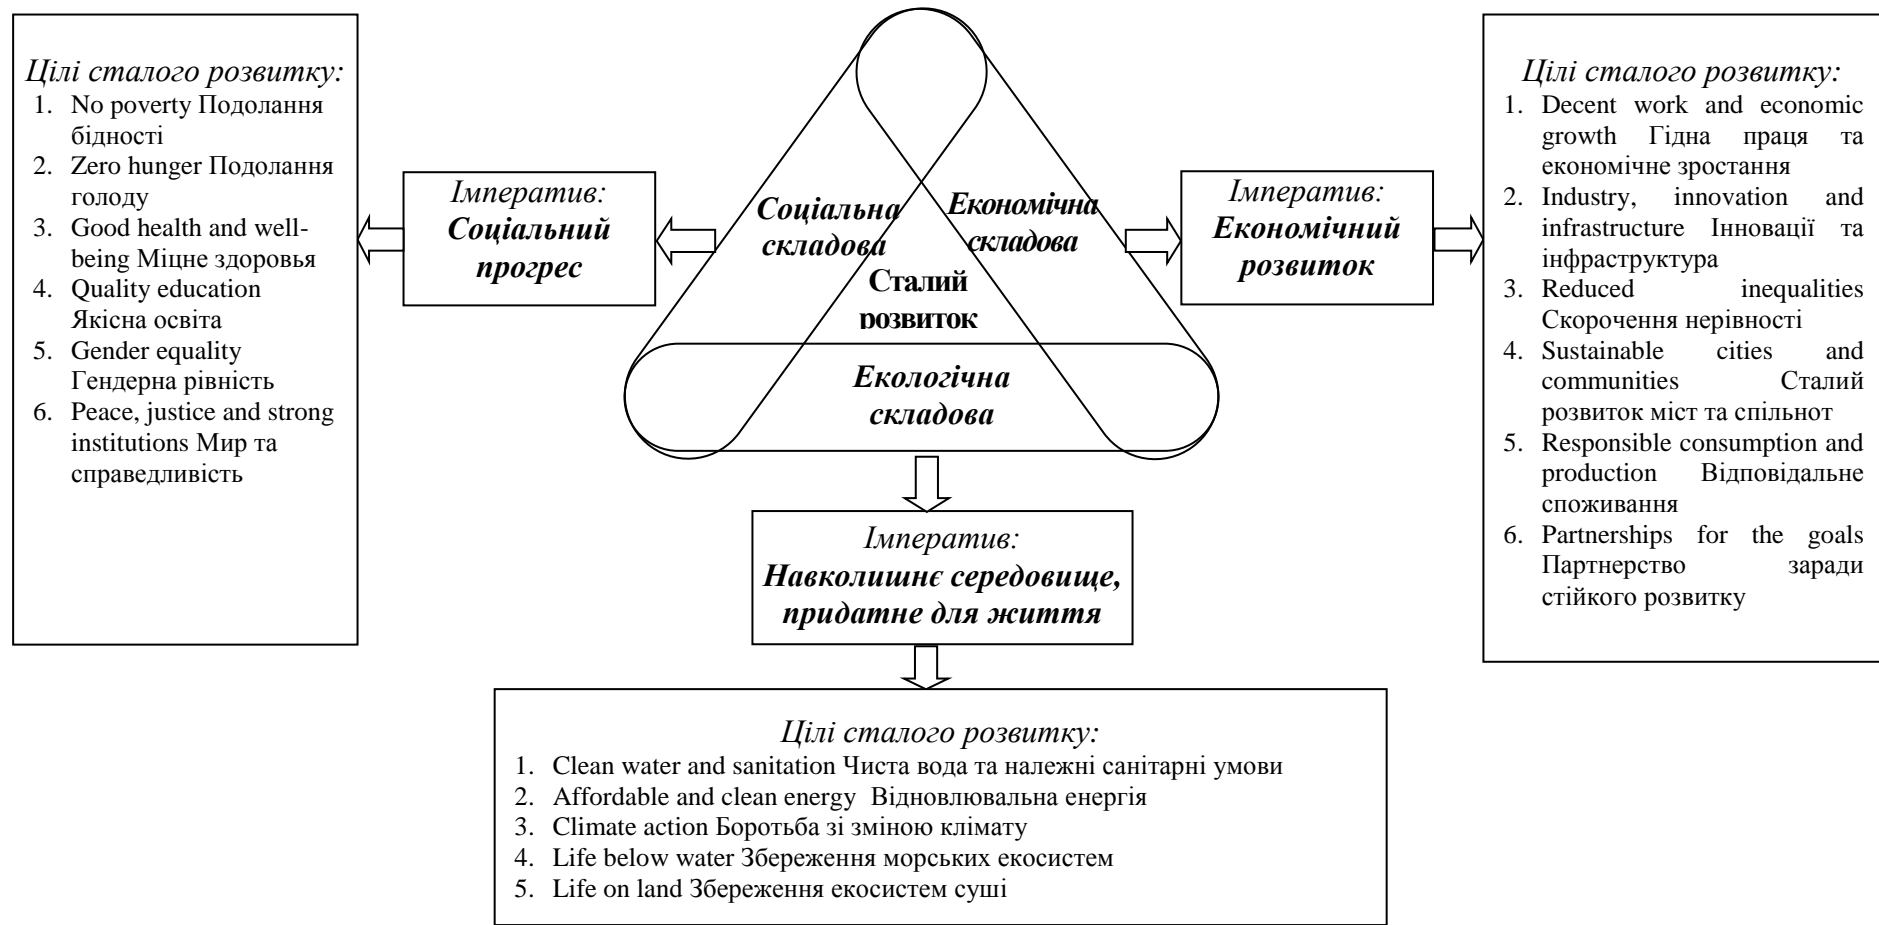 Цілі сталого розвитку:
1. No poverty Подолання
бідності
2. Zero hunger Подолання
голоду
3. Good health and well-
being Міцне здоровья
4. Quality education
Якісна освіта
5. Gender equality
Гендерна рівність
6. Peace, justice and strong
institutions Мир та
справедливість
Імператив:
Соціальний
прогрес
Соціальна
складова
Економічна
складова
Сталий
розвиток
Екологічна
складова
Імператив:
Економічний
розвиток
Цілі сталого розвитку:
1. Decent work and economic
growth Гідна праця та
економічне зростання
2. Industry, innovation and
infrastructure Інновації та
інфраструктура
3. Reduced inequalities
Скорочення нерівності
4. Sustainable cities and
communities Сталий
розвиток міст та спільнот
5. Responsible consumption and
production Відповідальне
споживання
6. Partnerships for the goals
Партнерство заради
стійкого розвитку
Імператив:
Навколишнє середовище,
придатне для життя
Цілі сталого розвитку:
1. Clean water and sanitation Чиста вода та належні санітарні умови
2. Affordable and clean energy Відновлювальна енергія
3. Climate action Боротьба зі зміною клімату
4. Life below water Збереження морських екосистем
5. Life on land Збереження екосистем суші